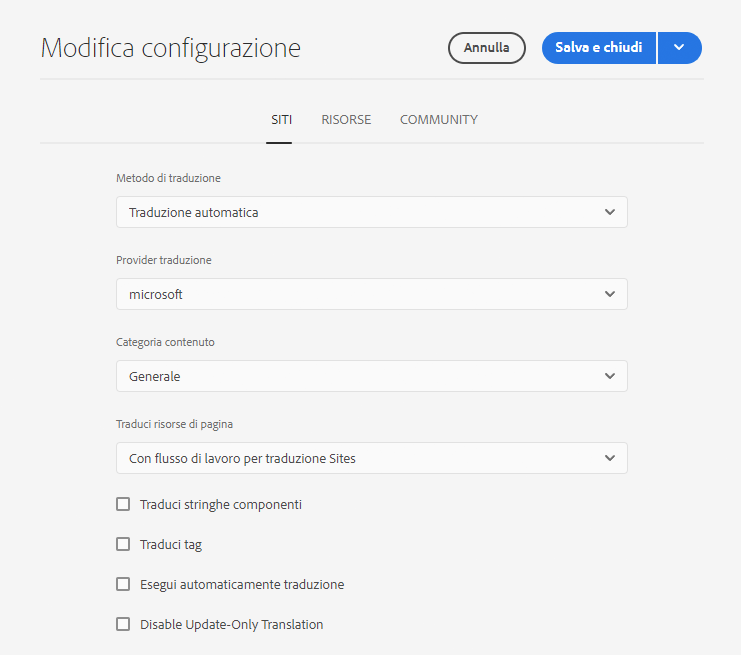 Modifica configurazione
Annulla
Salva e chiudi
SITI
RISORSE
COMMUNITY
Metodo di traduzione
Traduzione automatica
Provider traduzione
microsoft
Categoria contenuto
Generale
Traduci risorse di pagina
Con flusso di lavoro per traduzione Sites
Traduci stringhe componenti
Traduci tag
Esegui automaticamente traduzione
Disable Update-Only Translation